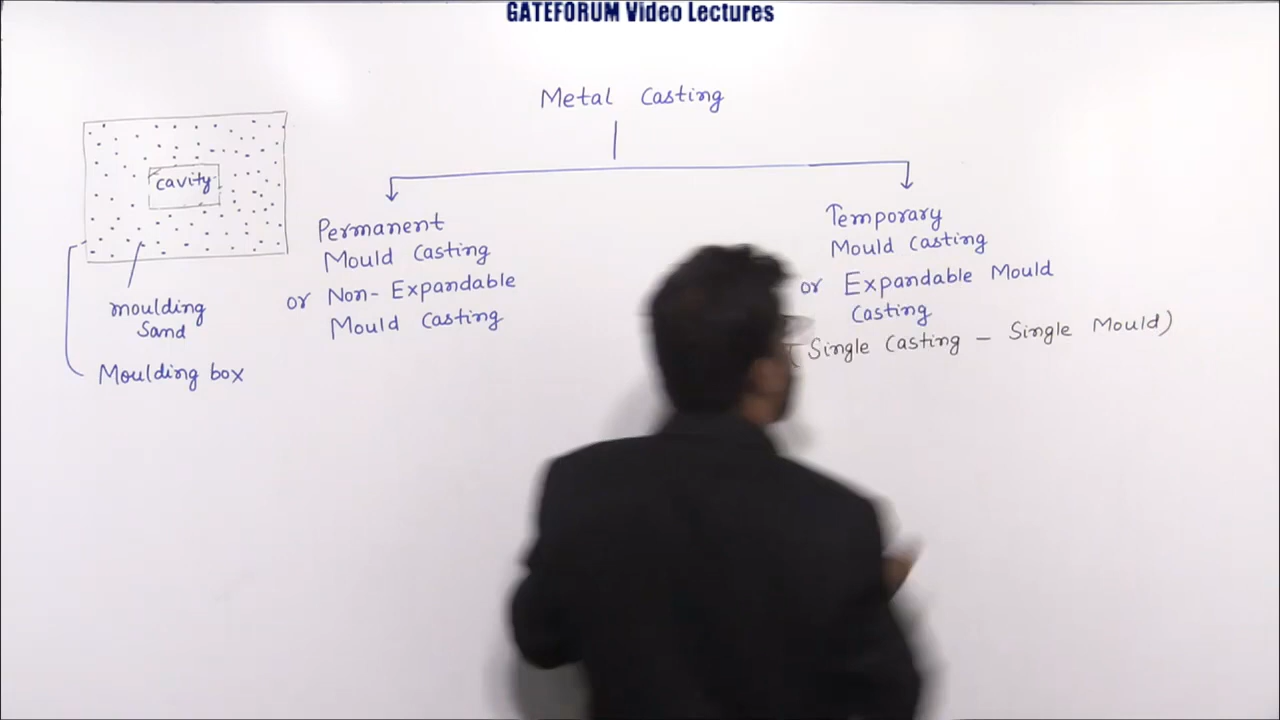 GATEFORUM Video Lectures
Metal Casting
cavity
moulding
Sand
Moulding box
Permanent
Mould Casting
or Non-Expandable
Mould Casting
Temporary
Mould Casting
or Expandable Mould
Casting
(Single Casting - Single Mould)